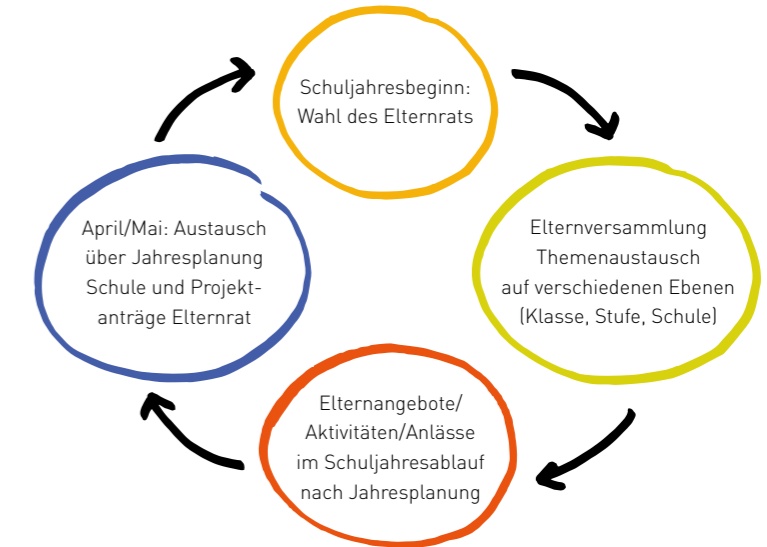 Schuljahresbeginn:
Wahl des Elternrats
Elternversammlung
Themenaustausch
auf verschiedenen Ebenen
(Klasse, Stufe, Schule)
Elternangebote/
Aktivitäten/Anlässe
im Schuljahresablauf
nach Jahresplanung
April/Mai: Austausch
über Jahresplanung
Schule und Projekt-
anträge Elternrat